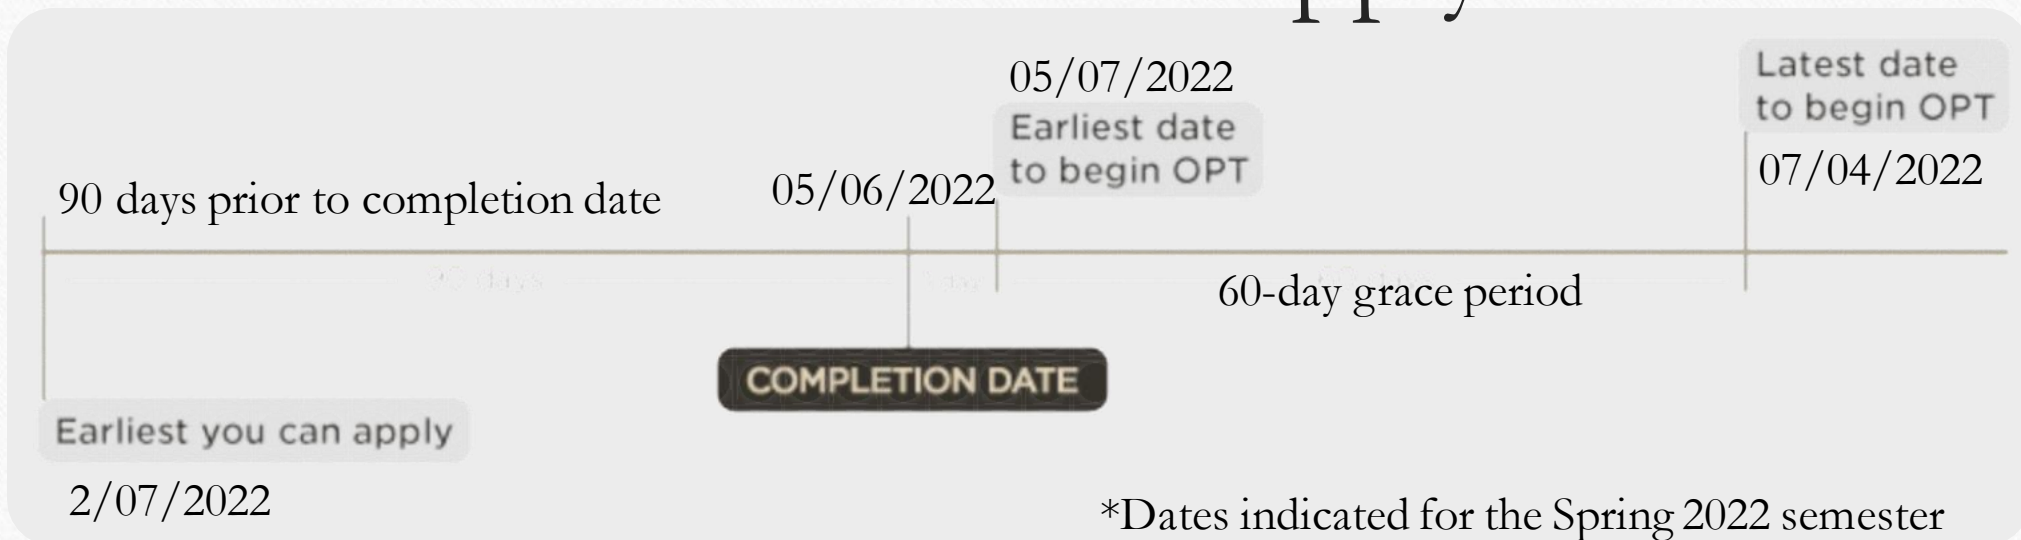 05/07/2022
Earliest date
to begin OPT
Latest date
to begin OPT
07/04/2022
90 days prior to completion date
05/06/2022
60-day grace period
COMPLETION DATE
Earliest you can apply
2/07/2022
*Dates indicated for the Spring 2022 semester